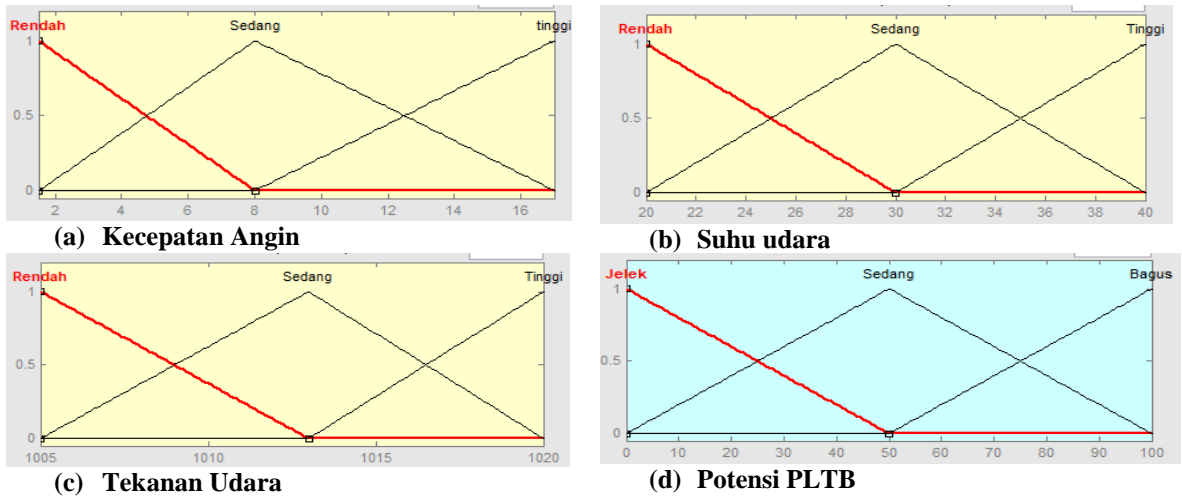 Rendah Sedang tinggi
1
0.5
0
2 4 6 8 10 12 14 16
(a) Kecepatan Angin
Rendah Sedang Tinggi
1
0.5
0
20 22 24 26 28 30 32 34 36 38 40
(b) Suhu udara
Rendah Sedang Tinggi
1
0.5
0
1005 1010 1015 1020
(c) Tekanan Udara
Jelek Sedang Bagus
1
0.5
0
0 10 20 30 40 50 60 70 80 90 100
(d) Potensi PLTB